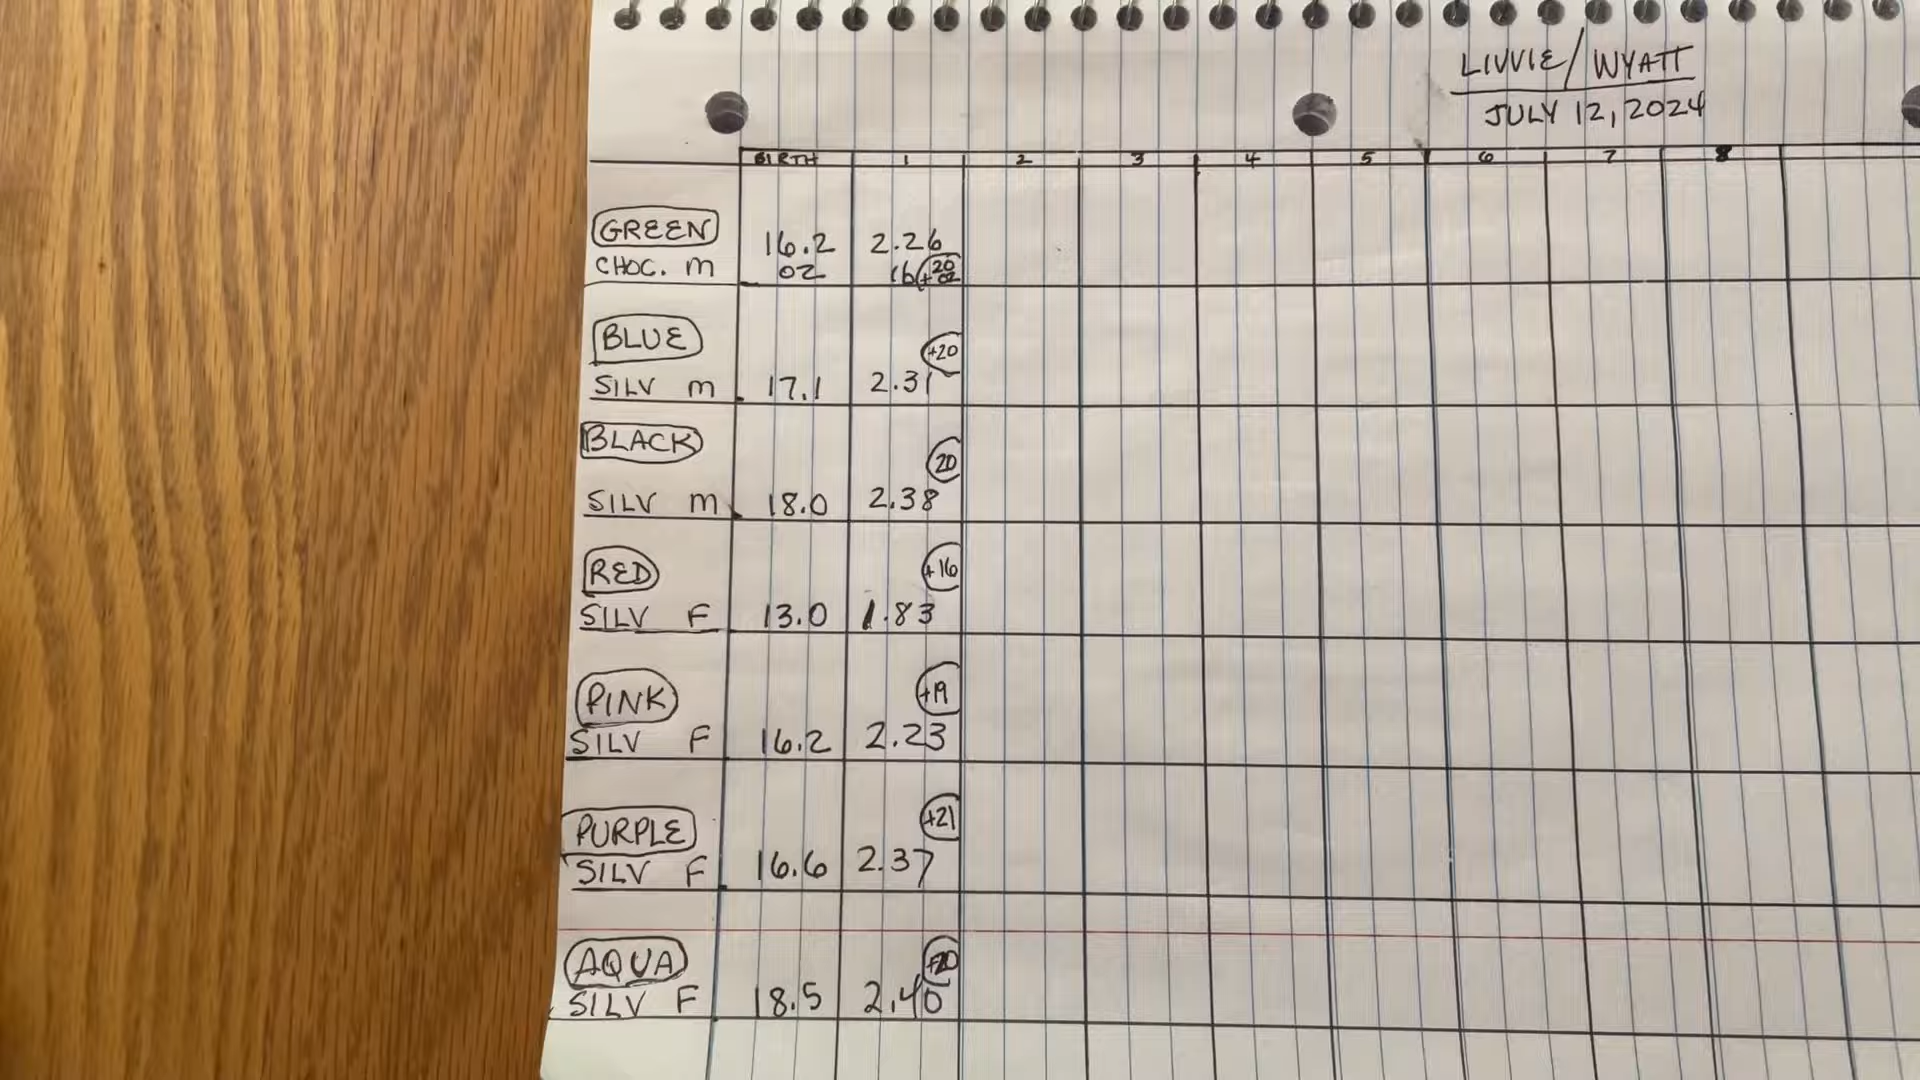 LIVVIE/WYATT
JULY 12, 2024
BIRTH 1 2 3 4 5 6 7 8
GREEN 16.2 2.26
CHOC. M OZ lb +20 OZ
BLUE +20
SILV M 17.1 2.31
BLACK 20
SILV M 18.0 2.38
RED +16
SILV F 13.0 1.83
PINK +19
SILV F 16.2 2.23
PURPLE +21
SILV F 16.6 2.37
AQUA +20
SILV F 18.5 2.40